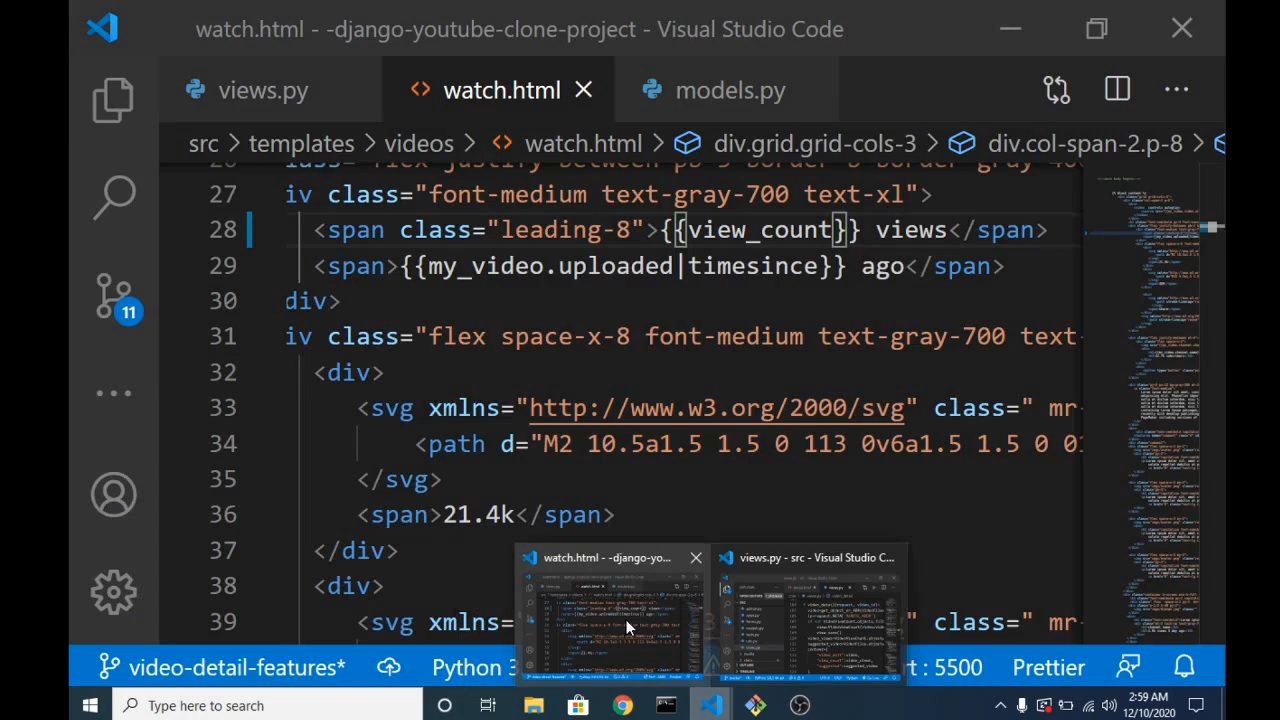 watch.html - -django-youtube-clone-project - Visual Studio Code
views.py
watch.html
models.py
src > templates > videos > watch.html > div.grid.grid-cols-3 > div.col-span-2.p-8 >
27 iv class="font-medium text-gray-700 text-xl">
28 <span class="leading-8">{{view_count}} views</span>
29 <span>{{my_video.uploaded|timesince}} ago</span>
30 div>
31 iv class="flex space-x-8 font-medium text-gray-700 text-
32 <div>
33 <svg xmlns="http://www.w3.org/2000/svg" class=" mr-
34 <path d="M2 10.5a1.5 1.5 0 113 0v6a1.5 1.5 0 01
35 </svg>
36 <span>21.4k</span>
37 </div>
38 <div>
39 <svg xmlns=
11
watch.html - -django-yo...
views.py - src - Visual Studio C...
video-detail-features*
Python 3
: 5500
Prettier
Type here to search
2:59 AM
12/10/2020